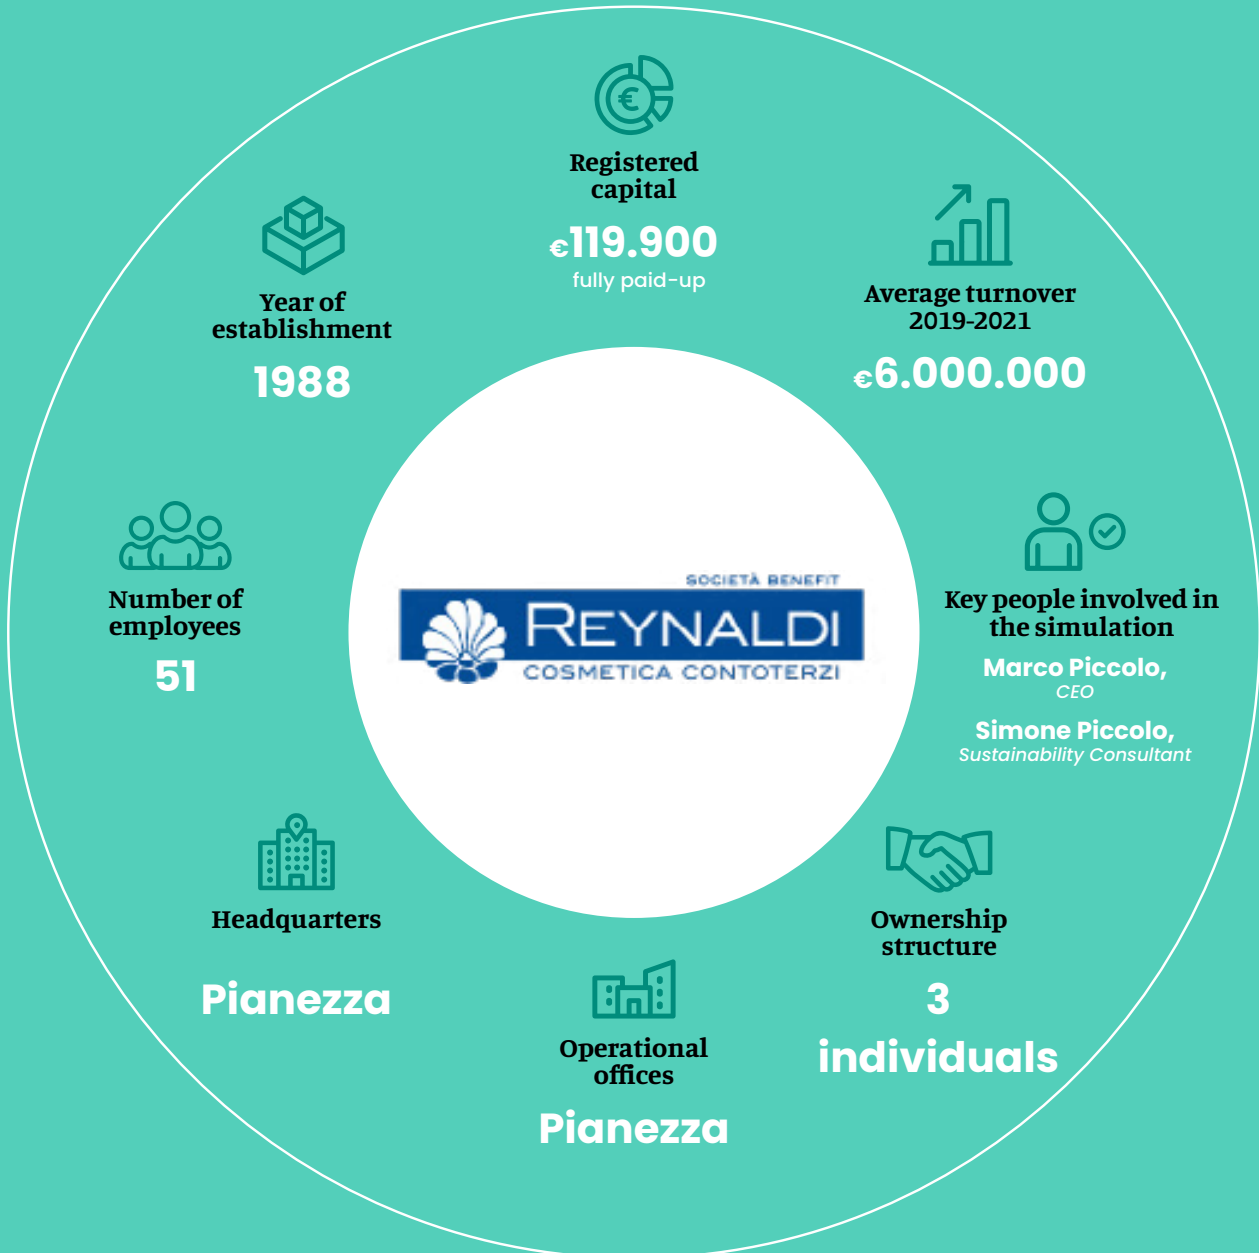 Registered
capital
€119.900
fully paid-up
Average turnover
2019-2021
€6.000.000
Key people involved in
the simulation
Marco Piccolo,
CEO
Simone Piccolo,
Sustainability Consultant
Ownership
structure
3
individuals
Operational
offices
Pianezza
Headquarters
Pianezza
Number of
employees
51
Year of
establishment
1988
SOCIETÀ BENEFIT
REYNALDI
COSMETICA CONTOTERZI